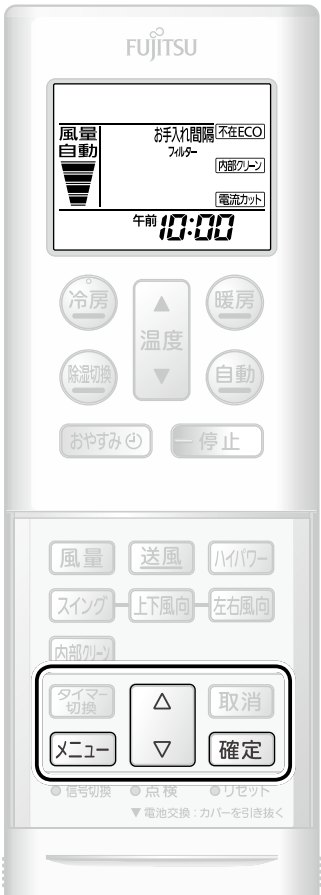 FUJITSU
風量
自動
お手入れ間隔
フィルター
不在ECO
内部クリーン
電流カット
午前10:00
冷房
▲
温度
▼
暖房
除湿切換
自動
おやすみ
停止
風量
送風
ハイパワー
スイング
上下風向
左右風向
内部クリーン
タイマー
切換
△
▽
取消
メニュー
確定
信号切換
点検
リセット
▼電池交換：カバーを引き抜く